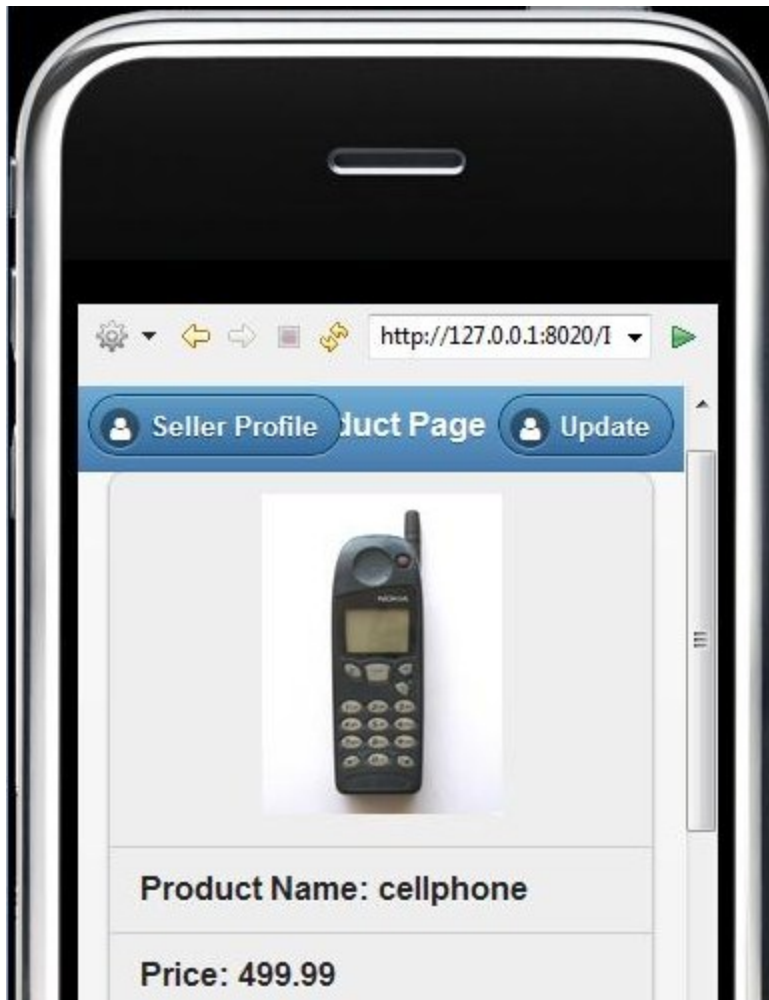 http://127.0.0.1:8020/I
Seller Profile duct Page Update
NOKIA
Product Name: cellphone
Price: 499.99